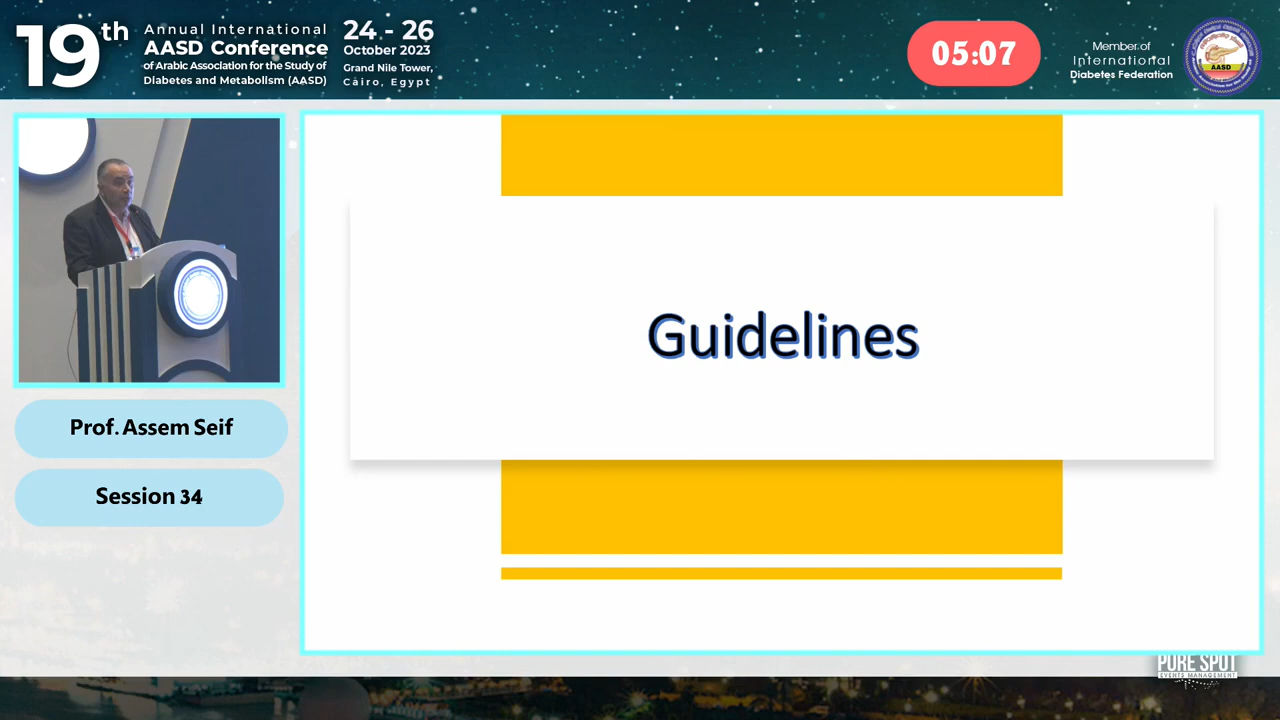 19th
Annual International
AASD Conference
of Arabic Association for the Study of
Diabetes and Metabolism (AASD)
24 - 26
October 2023
Grand Nile Tower,
Cairo, Egypt
05:07
Member of
International
Diabetes Federation
AASD
Guidelines
Prof. Assem Seif
Session 34
PURE SPOT
EVENTS MANAGEMENT